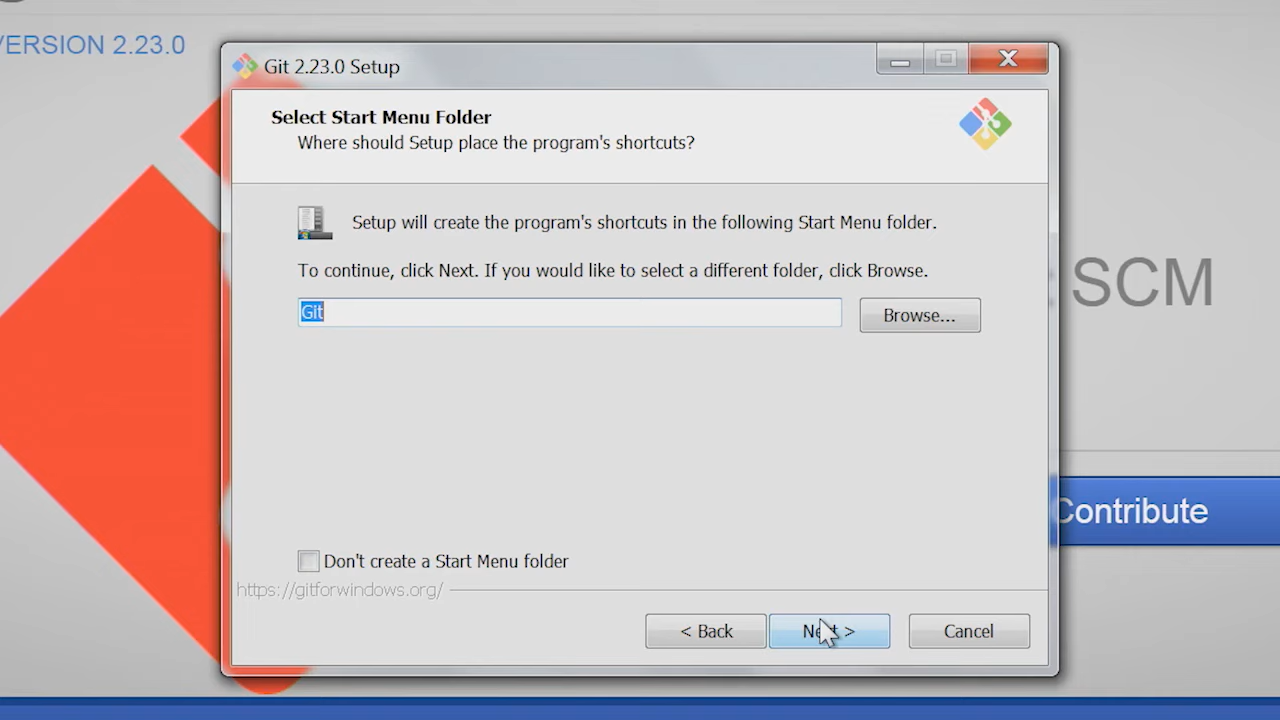 VERSION 2.23.0
Git 2.23.0 Setup
Select Start Menu Folder
Where should Setup place the program's shortcuts?
Setup will create the program's shortcuts in the following Start Menu folder.
To continue, click Next. If you would like to select a different folder, click Browse.
Git
Browse...
SCM
Contribute
Don't create a Start Menu folder
https://gitforwindows.org/
< Back
Next >
Cancel